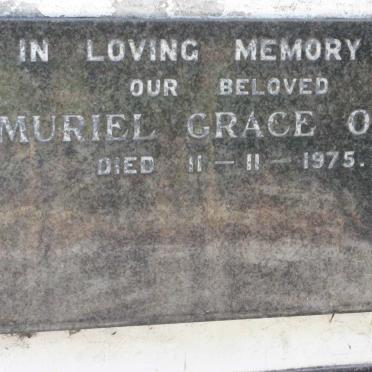 IN LOVING MEMORY
OUR BELOVED
MURIEL GRACE O
DIED 11-11-1975.